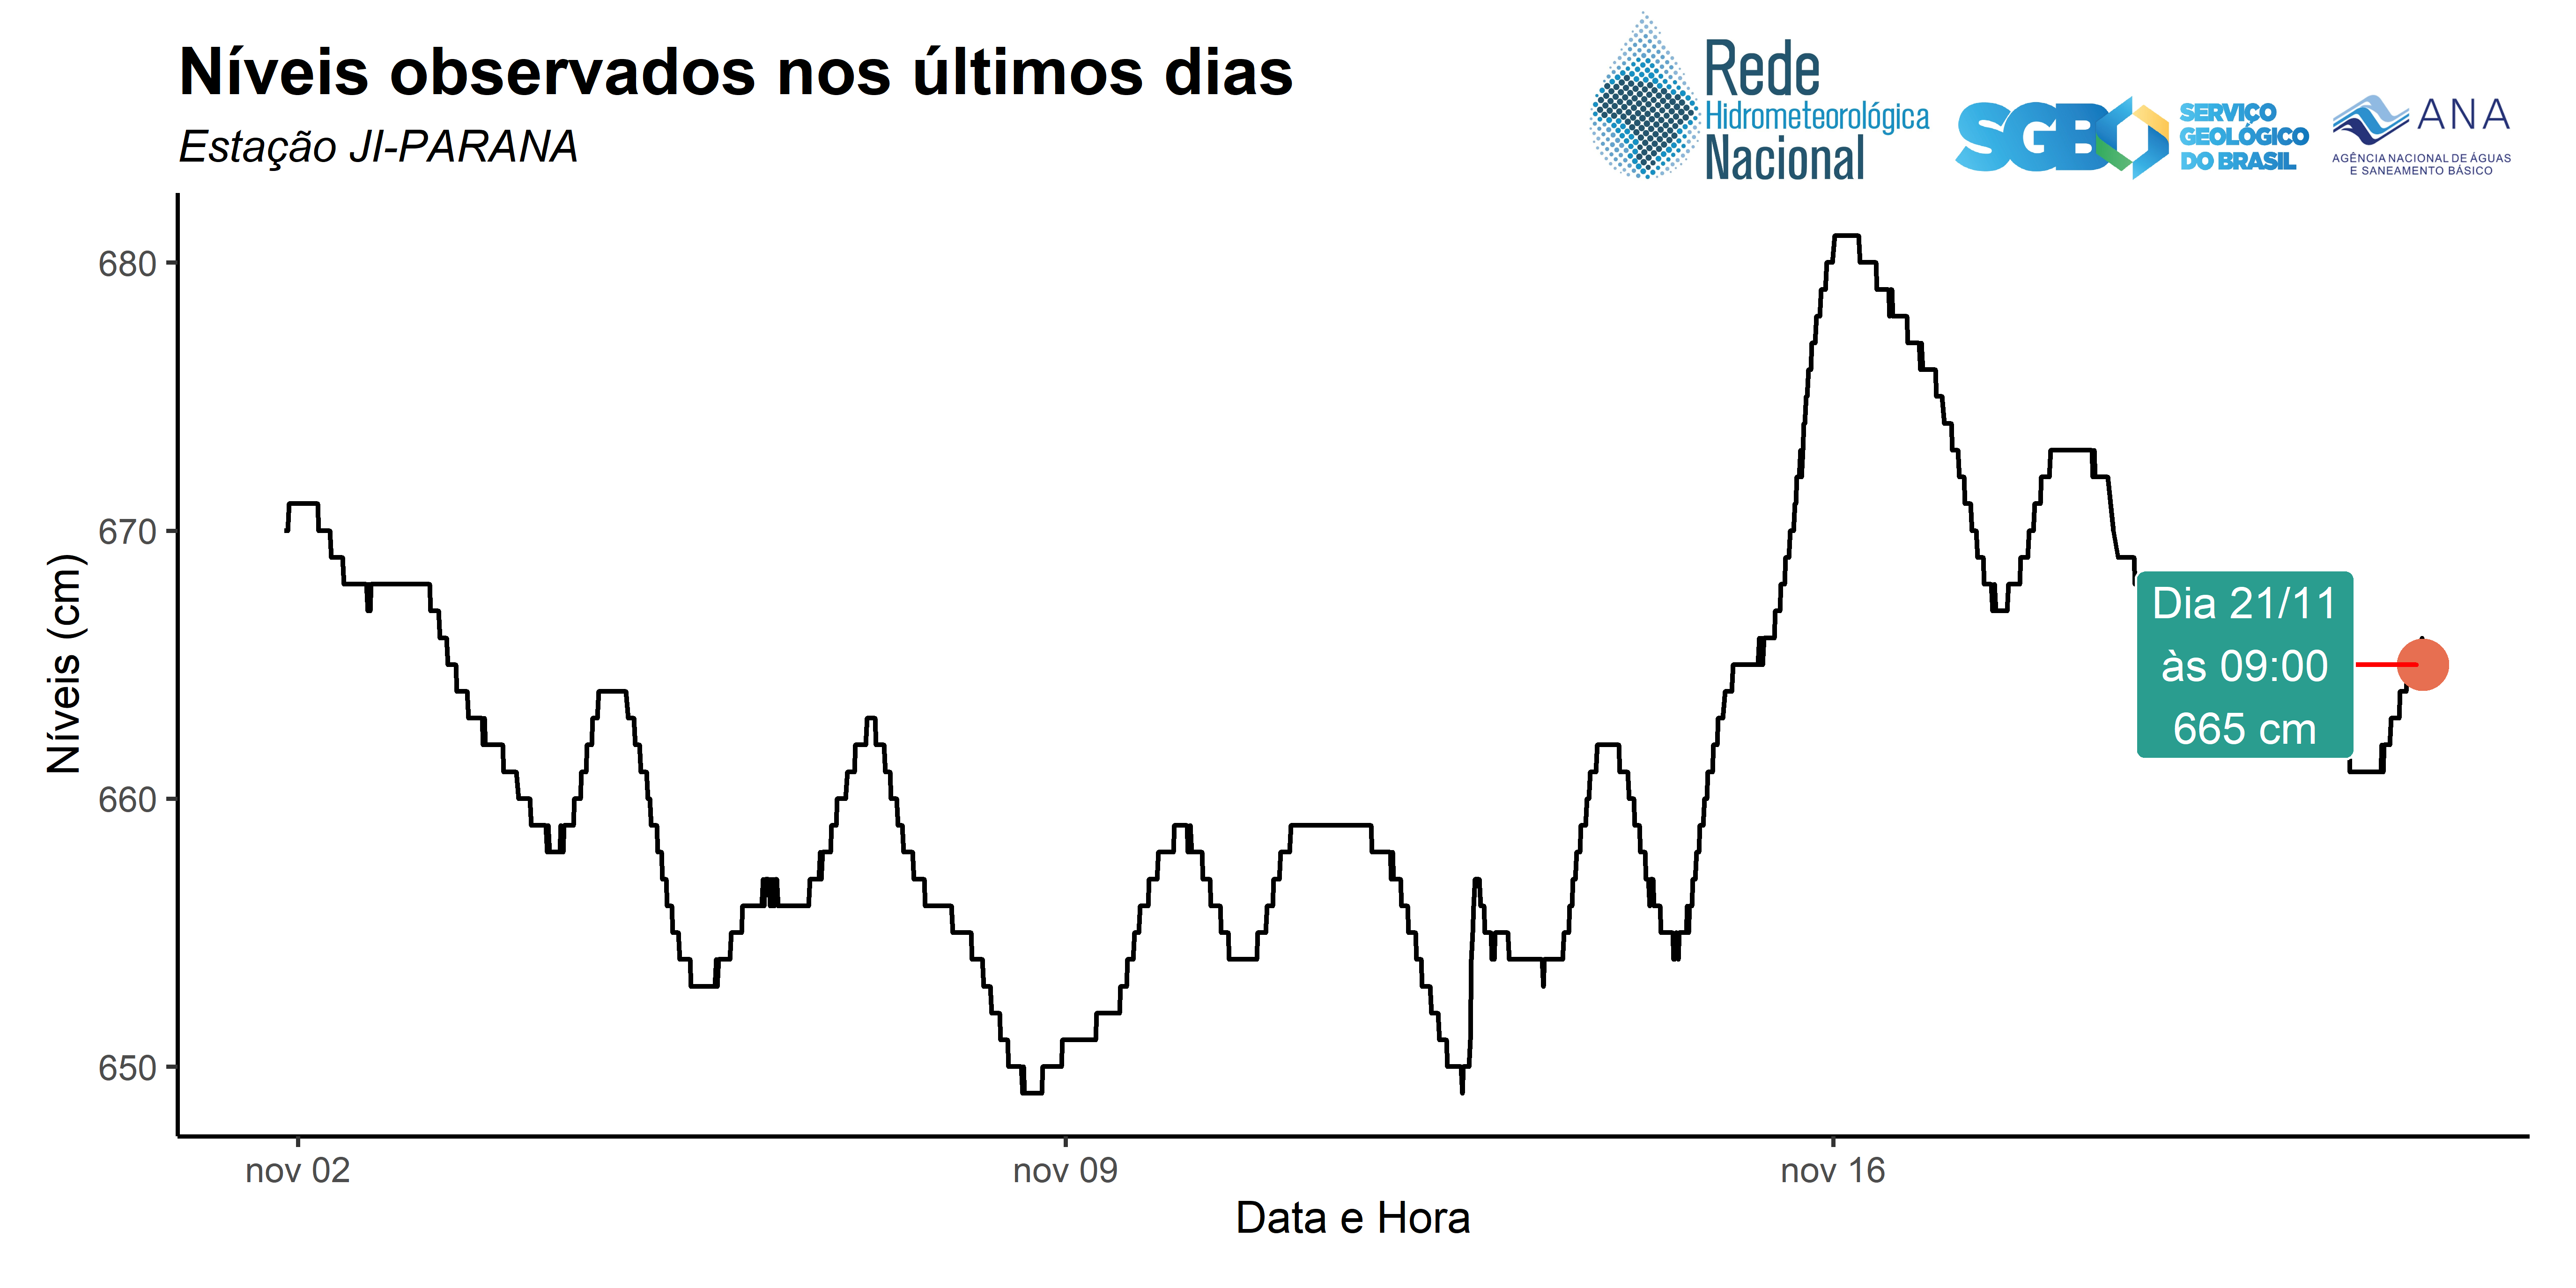 Níveis observados nos últimos dias
Estação JI-PARANA
Rede
Hidrometeorológica
Nacional
SGB
SERVIÇO
GEOLÓGICO
DO BRASIL
ANA
AGÊNCIA NACIONAL DE ÁGUAS
E SANEAMENTO BÁSICO
Níveis (cm)
680
670
660
650
Dia 21/11
às 09:00
665 cm
nov 02
nov 09
nov 16
Data e Hora